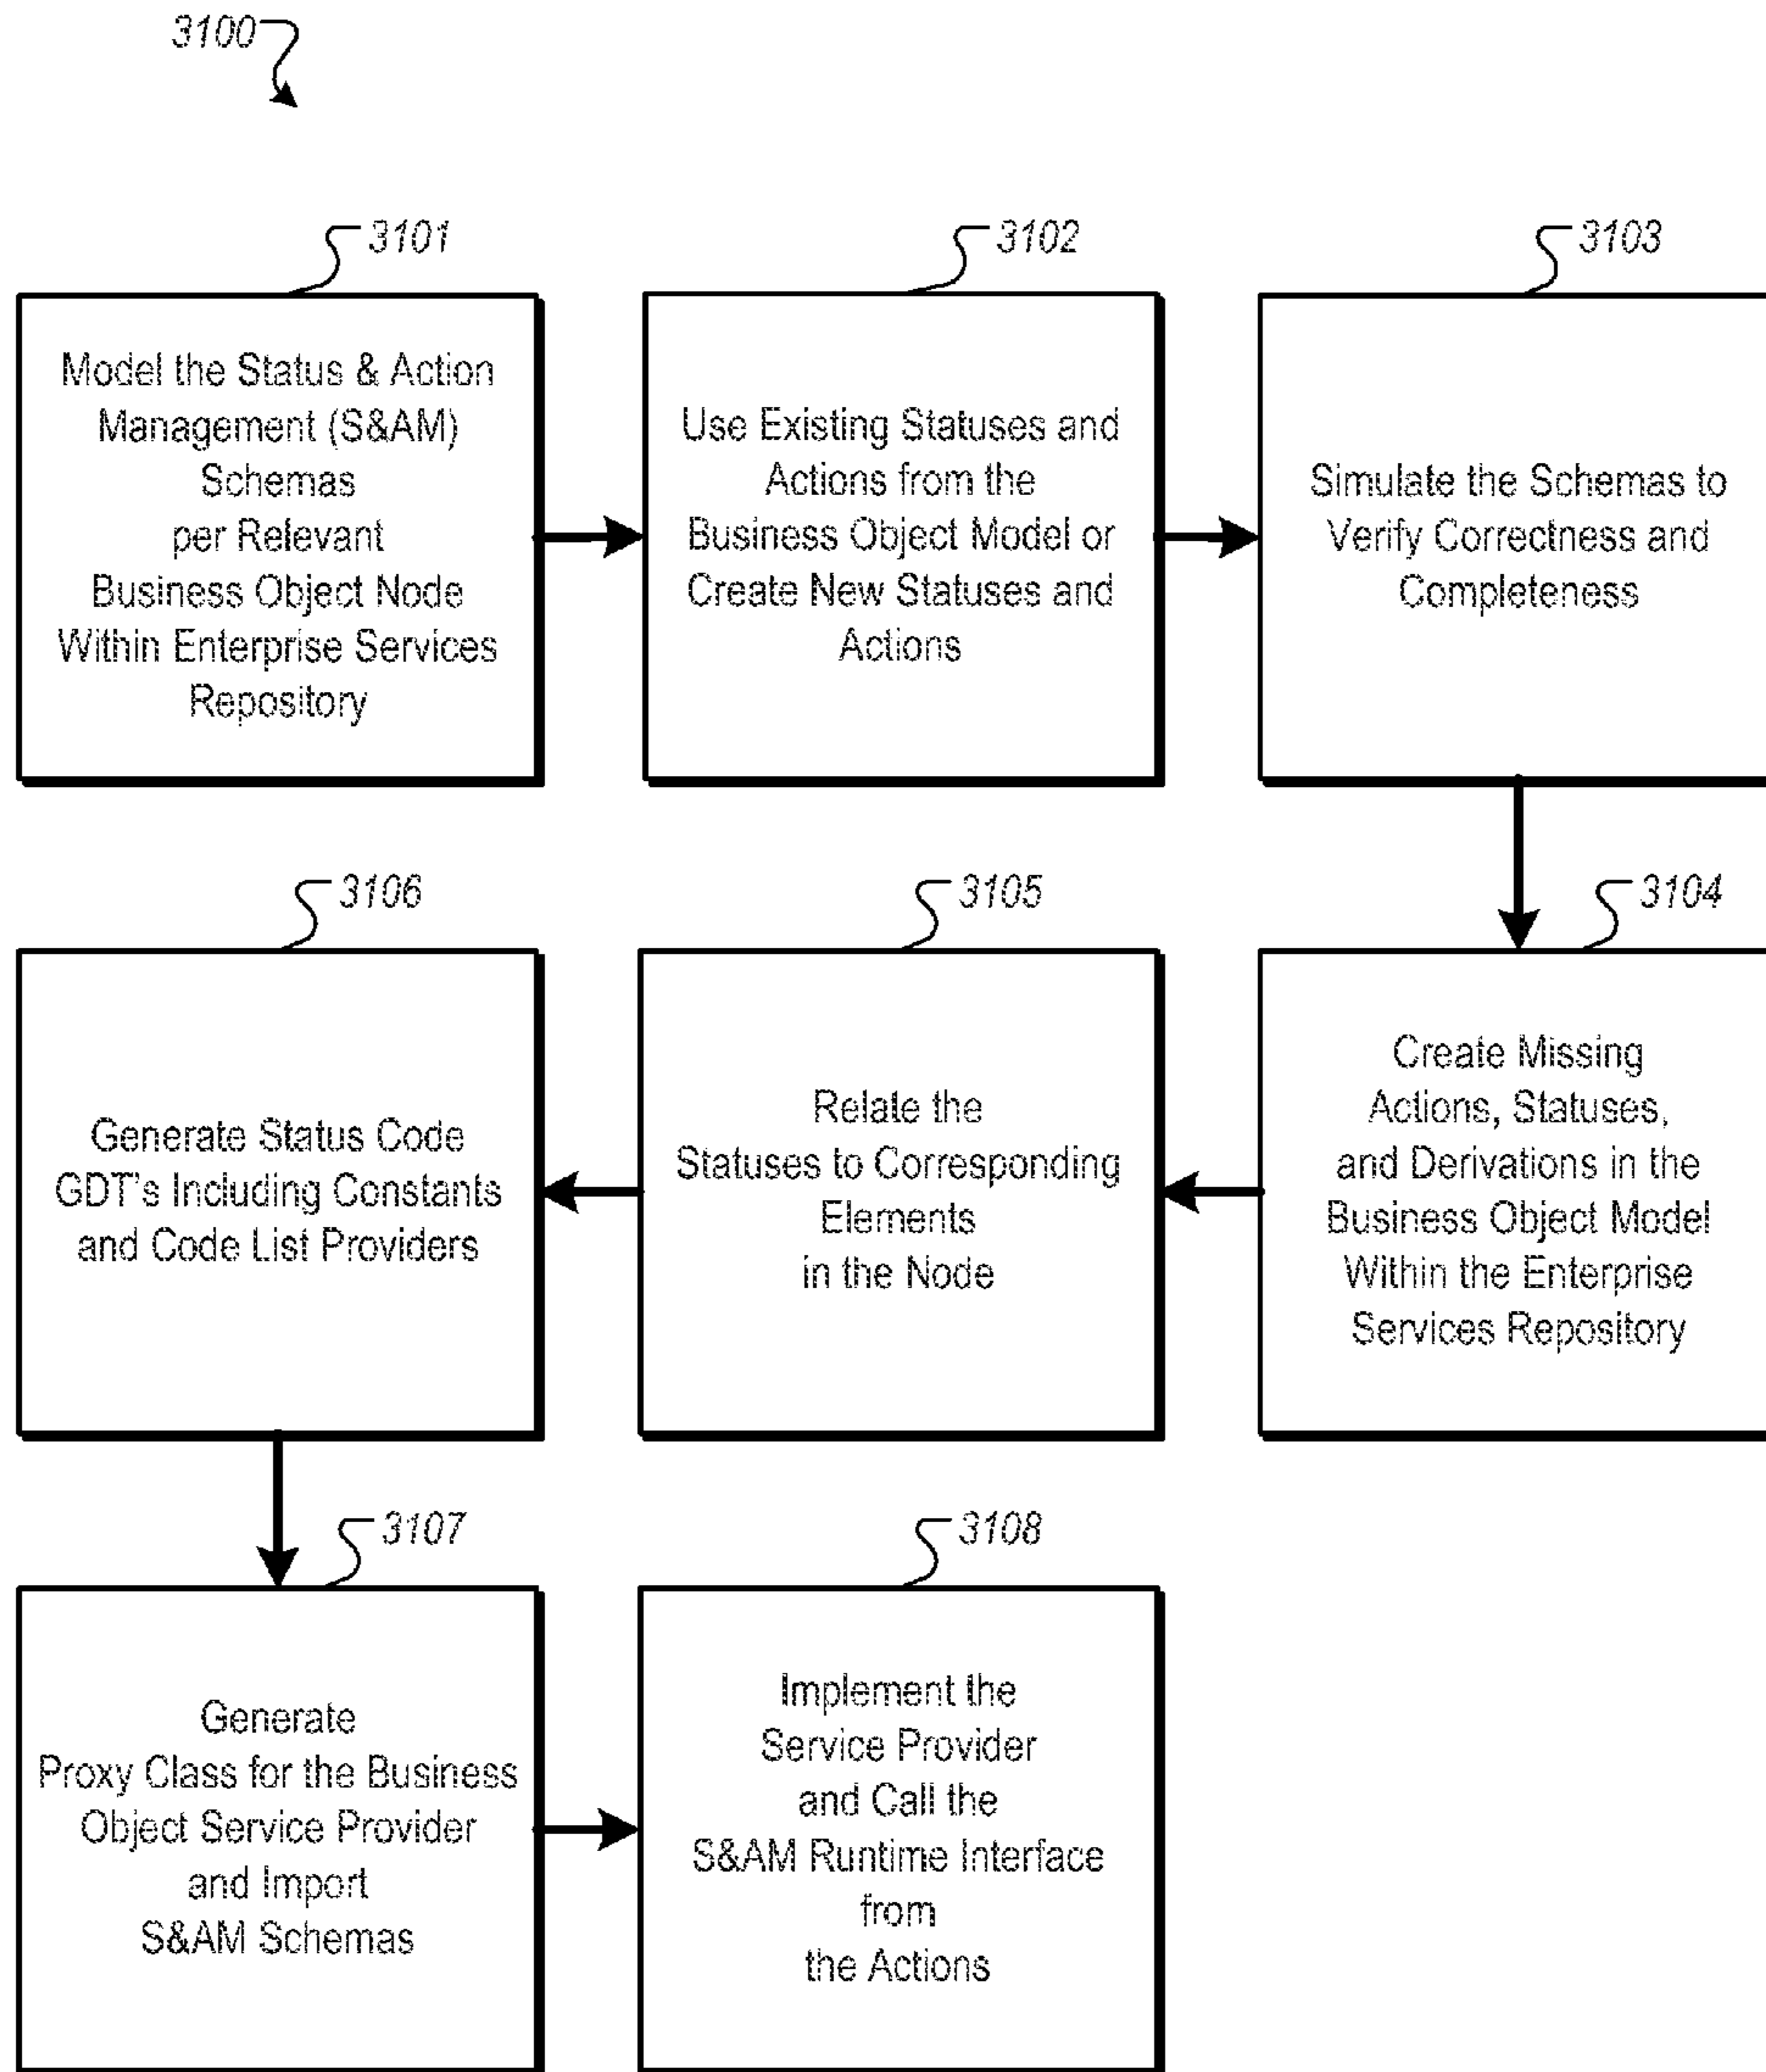 3100
3101
Model the Status & Action
Management (S&AM)
Schemas
per Relevant
Business Object Node
Within Enterprise Services
Repository
3102
Use Existing Statuses and
Actions from the
Business Object Model or
Create New Statuses and
Actions
3103
Simulate the Schemas to
Verify Correctness and
Completeness
3104
Create Missing
Actions, Statuses,
and Derivations in the
Business Object Model
Within the Enterprise
Services Repository
3105
Relate the
Statuses to Corresponding
Elements
in the Node
3106
Generate Status Code
GDT's Including Constants
and Code List Providers
3107
Generate
Proxy Class for the Business
Object Service Provider
and Import
S&AM Schemas
3108
Implement the
Service Provider
and Call the
S&AM Runtime Interface
from
the Actions